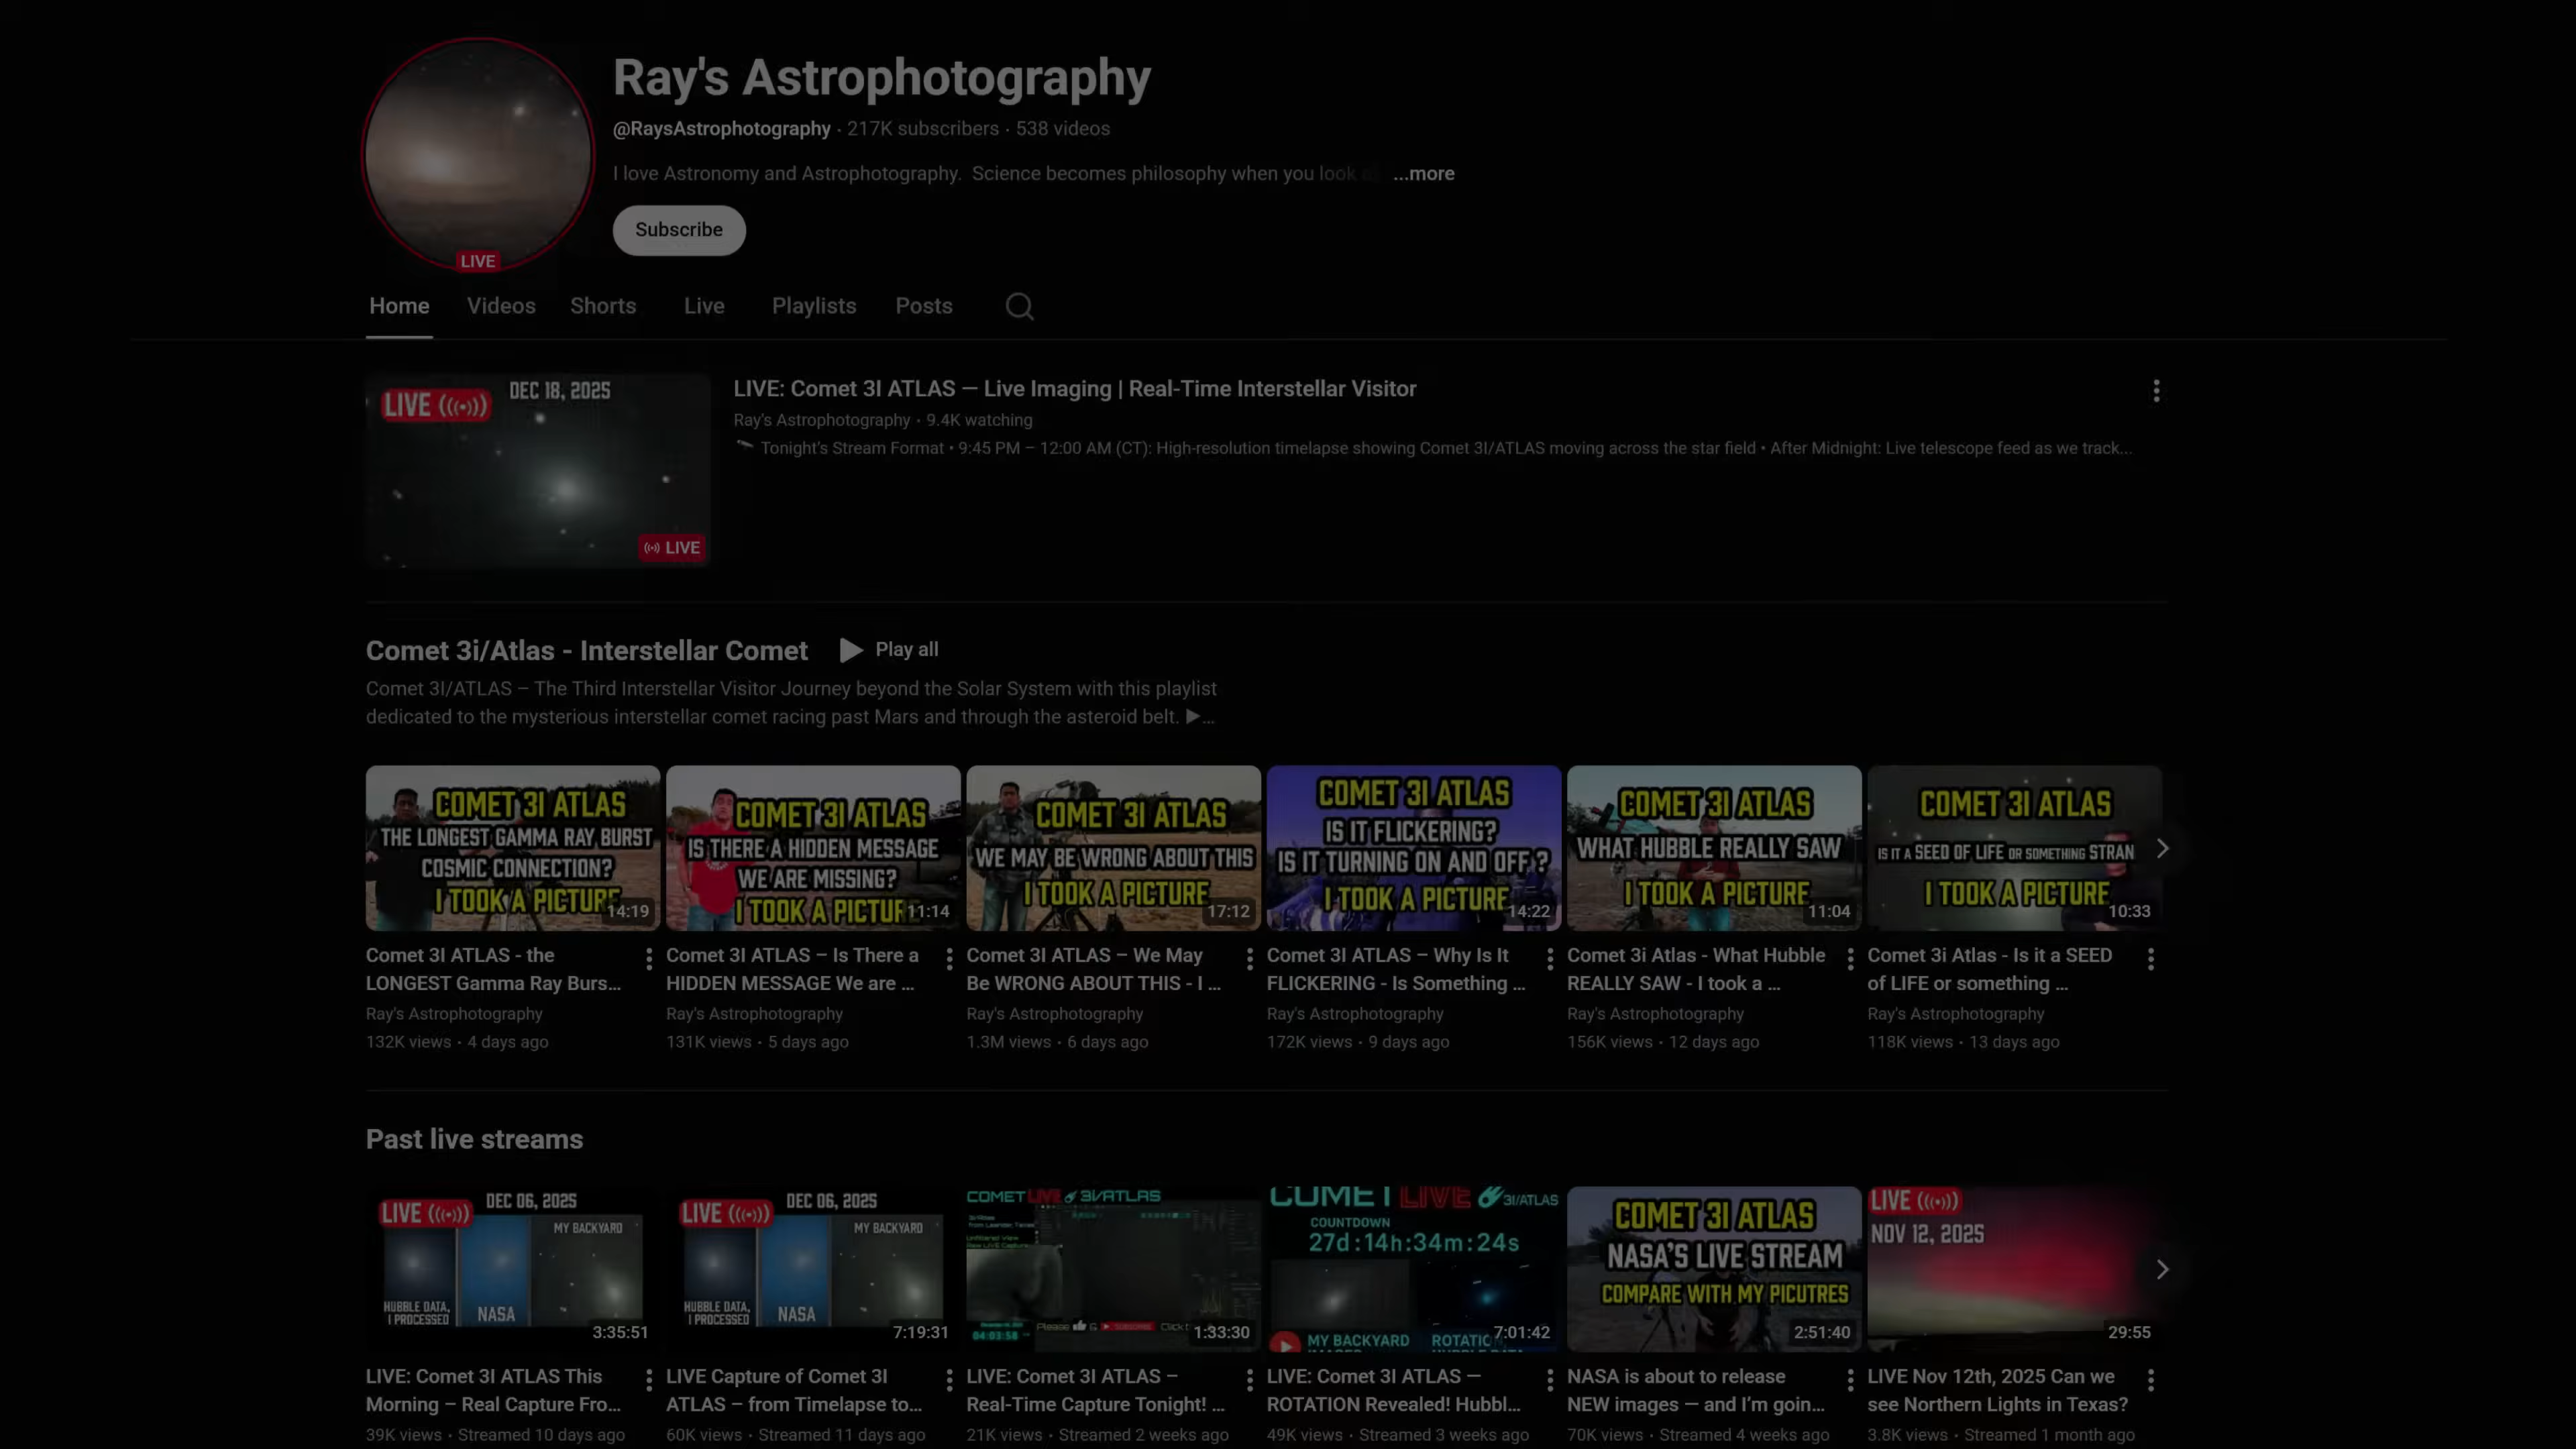 Ray's Astrophotography
@RaysAstrophotography · 217K subscribers · 538 videos
I love Astronomy and Astrophotography. Science becomes philosophy when you look ...more
Subscribe
LIVE
Home Videos Shorts Live Playlists Posts
LIVE DEC 18, 2025
LIVE
LIVE: Comet 3I ATLAS — Live Imaging | Real-Time Interstellar Visitor
Ray's Astrophotography · 9.4K watching
Tonight's Stream Format • 9:45 PM – 12:00 AM (CT): High-resolution timelapse showing Comet 3I/ATLAS moving across the star field • After Midnight: Live telescope feed as we track...
Comet 3i/Atlas - Interstellar Comet Play all
Comet 3I/ATLAS – The Third Interstellar Visitor Journey beyond the Solar System with this playlist
dedicated to the mysterious interstellar comet racing past Mars and through the asteroid belt. ▶...
COMET 3I ATLAS
THE LONGEST GAMMA RAY BURST
COSMIC CONNECTION?
I TOOK A PICTURE
14:19
Comet 3I ATLAS - the
LONGEST Gamma Ray Burs...
Ray's Astrophotography
132K views · 4 days ago
COMET 3I ATLAS
IS THERE A HIDDEN MESSAGE
WE ARE MISSING?
I TOOK A PICTUR
11:14
Comet 3I ATLAS – Is There a
HIDDEN MESSAGE We are ...
Ray's Astrophotography
131K views · 5 days ago
COMET 3I ATLAS
WE MAY BE WRONG ABOUT THIS
I TOOK A PICTURE
17:12
Comet 3I ATLAS – We May
Be WRONG ABOUT THIS - I ...
Ray's Astrophotography
1.3M views · 6 days ago
COMET 3I ATLAS
IS IT FLICKERING?
IS IT TURNING ON AND OFF ?
I TOOK A PICTURE
14:22
Comet 3I ATLAS – Why Is It
FLICKERING - Is Something ...
Ray's Astrophotography
172K views · 9 days ago
COMET 3I ATLAS
WHAT HUBBLE REALLY SAW
I TOOK A PICTURE
11:04
Comet 3i Atlas - What Hubble
REALLY SAW - I took a ...
Ray's Astrophotography
156K views · 12 days ago
COMET 3I ATLAS
IS IT A SEED OF LIFE OR SOMETHING STRAN
I TOOK A PICTURE
10:33
Comet 3i Atlas - Is it a SEED
of LIFE or something ...
Ray's Astrophotography
118K views · 13 days ago
Past live streams
LIVE DEC 06, 2025
MY BACKYARD
HUBBLE DATA,
I PROCESSED
NASA
3:35:51
LIVE: Comet 3I ATLAS This
Morning – Real Capture Fro...
39K views · Streamed 10 days ago
LIVE DEC 06, 2025
MY BACKYARD
HUBBLE DATA,
I PROCESSED
NASA
7:19:31
LIVE Capture of Comet 3I
ATLAS – from Timelapse to...
60K views · Streamed 11 days ago
COMET LIVE 3I/ATLAS
04:03:58
Please
SUBSCRIBE
1:33:30
LIVE: Comet 3I ATLAS –
Real-Time Capture Tonight! ...
21K views · Streamed 2 weeks ago
COMET LIVE 3I/ATLAS
COUNTDOWN
27d:14h:34m:24s
MY BACKYARD
7:01:42
LIVE: Comet 3I ATLAS —
ROTATION Revealed! Hubbl...
49K views · Streamed 3 weeks ago
COMET 3I ATLAS
NASA'S LIVE STREAM
COMPARE WITH MY PICUTRES
2:51:40
NASA is about to release
NEW images — and I'm goin...
70K views · Streamed 4 weeks ago
LIVE
NOV 12, 2025
29:55
LIVE Nov 12th, 2025 Can we
see Northern Lights in Texas?
3.8K views · Streamed 1 month ago